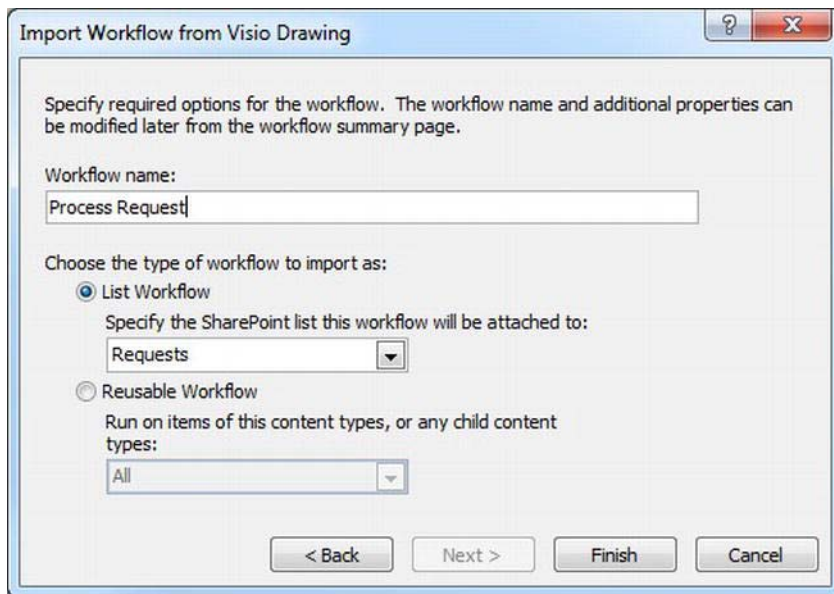 Import Workflow from Visio Drawing
?
X
Specify required options for the workflow. The workflow name and additional properties can
be modified later from the workflow summary page.
Workflow name:
Process Request
Choose the type of workflow to import as:
List Workflow
Specify the SharePoint list this workflow will be attached to:
Requests
Reusable Workflow
Run on items of this content types, or any child content
types:
All
< Back Next > Finish Cancel